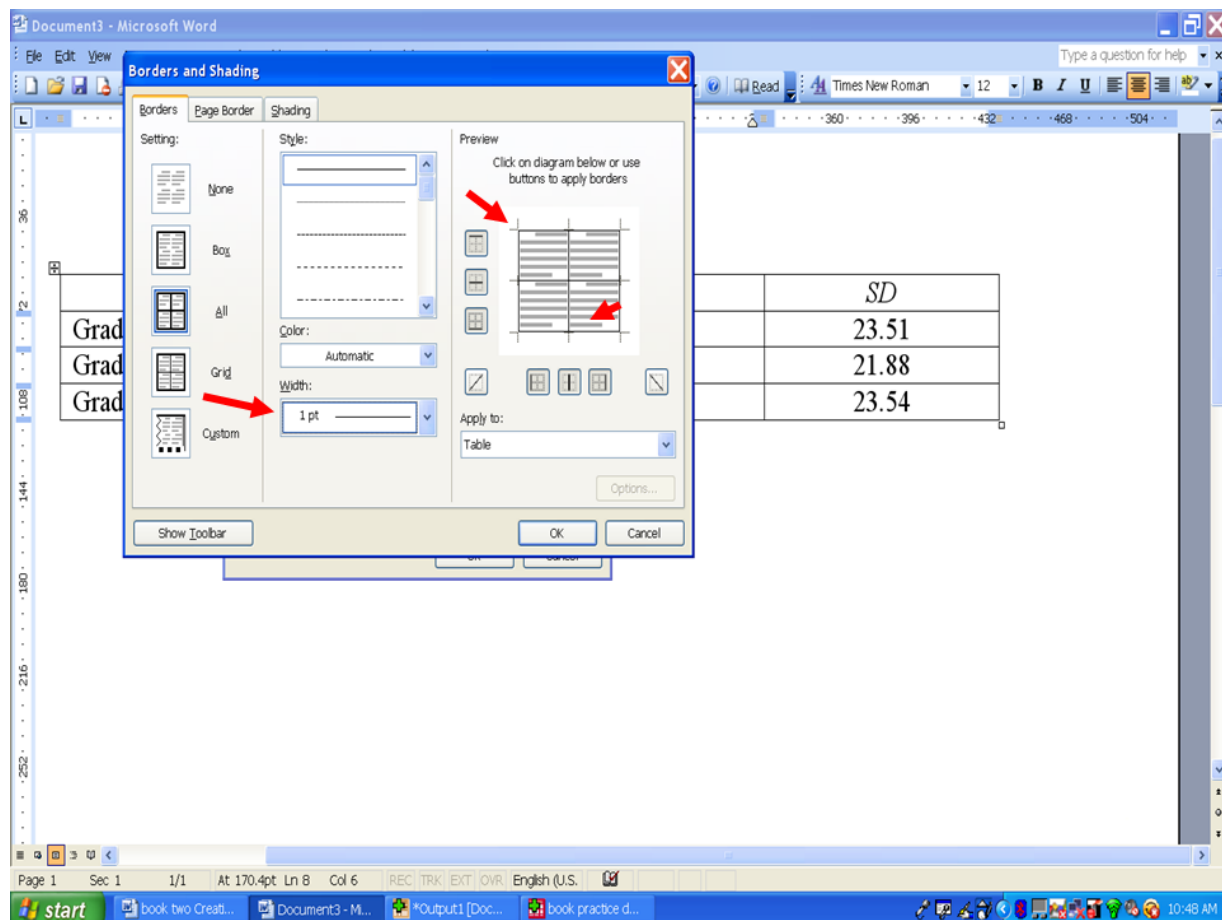 Document3 - Microsoft Word
File Edit View
Type a question for help
Borders and Shading
Read
Times New Roman
12
B I U
Borders Page Border Shading
360 396 432 468 504
Setting:
None
Box
All
Grid
Custom
Style:
Color:
Automatic
Width:
1 pt
Preview
Click on diagram below or use
buttons to apply borders
Apply to:
Table
Options...
Show Toolbar
OK
Cancel
SD
Grad
23.51
Grad
21.88
Grad
23.54
36
108
144
180
216
252
Page 1 Sec 1 1/1 At 170.4pt Ln 8 Col 6 REC TRK EXT OVR English (U.S.
start
book two Creati...
Document3 - Mi...
*Output1 [Doc...
book practice d...
10:48 AM